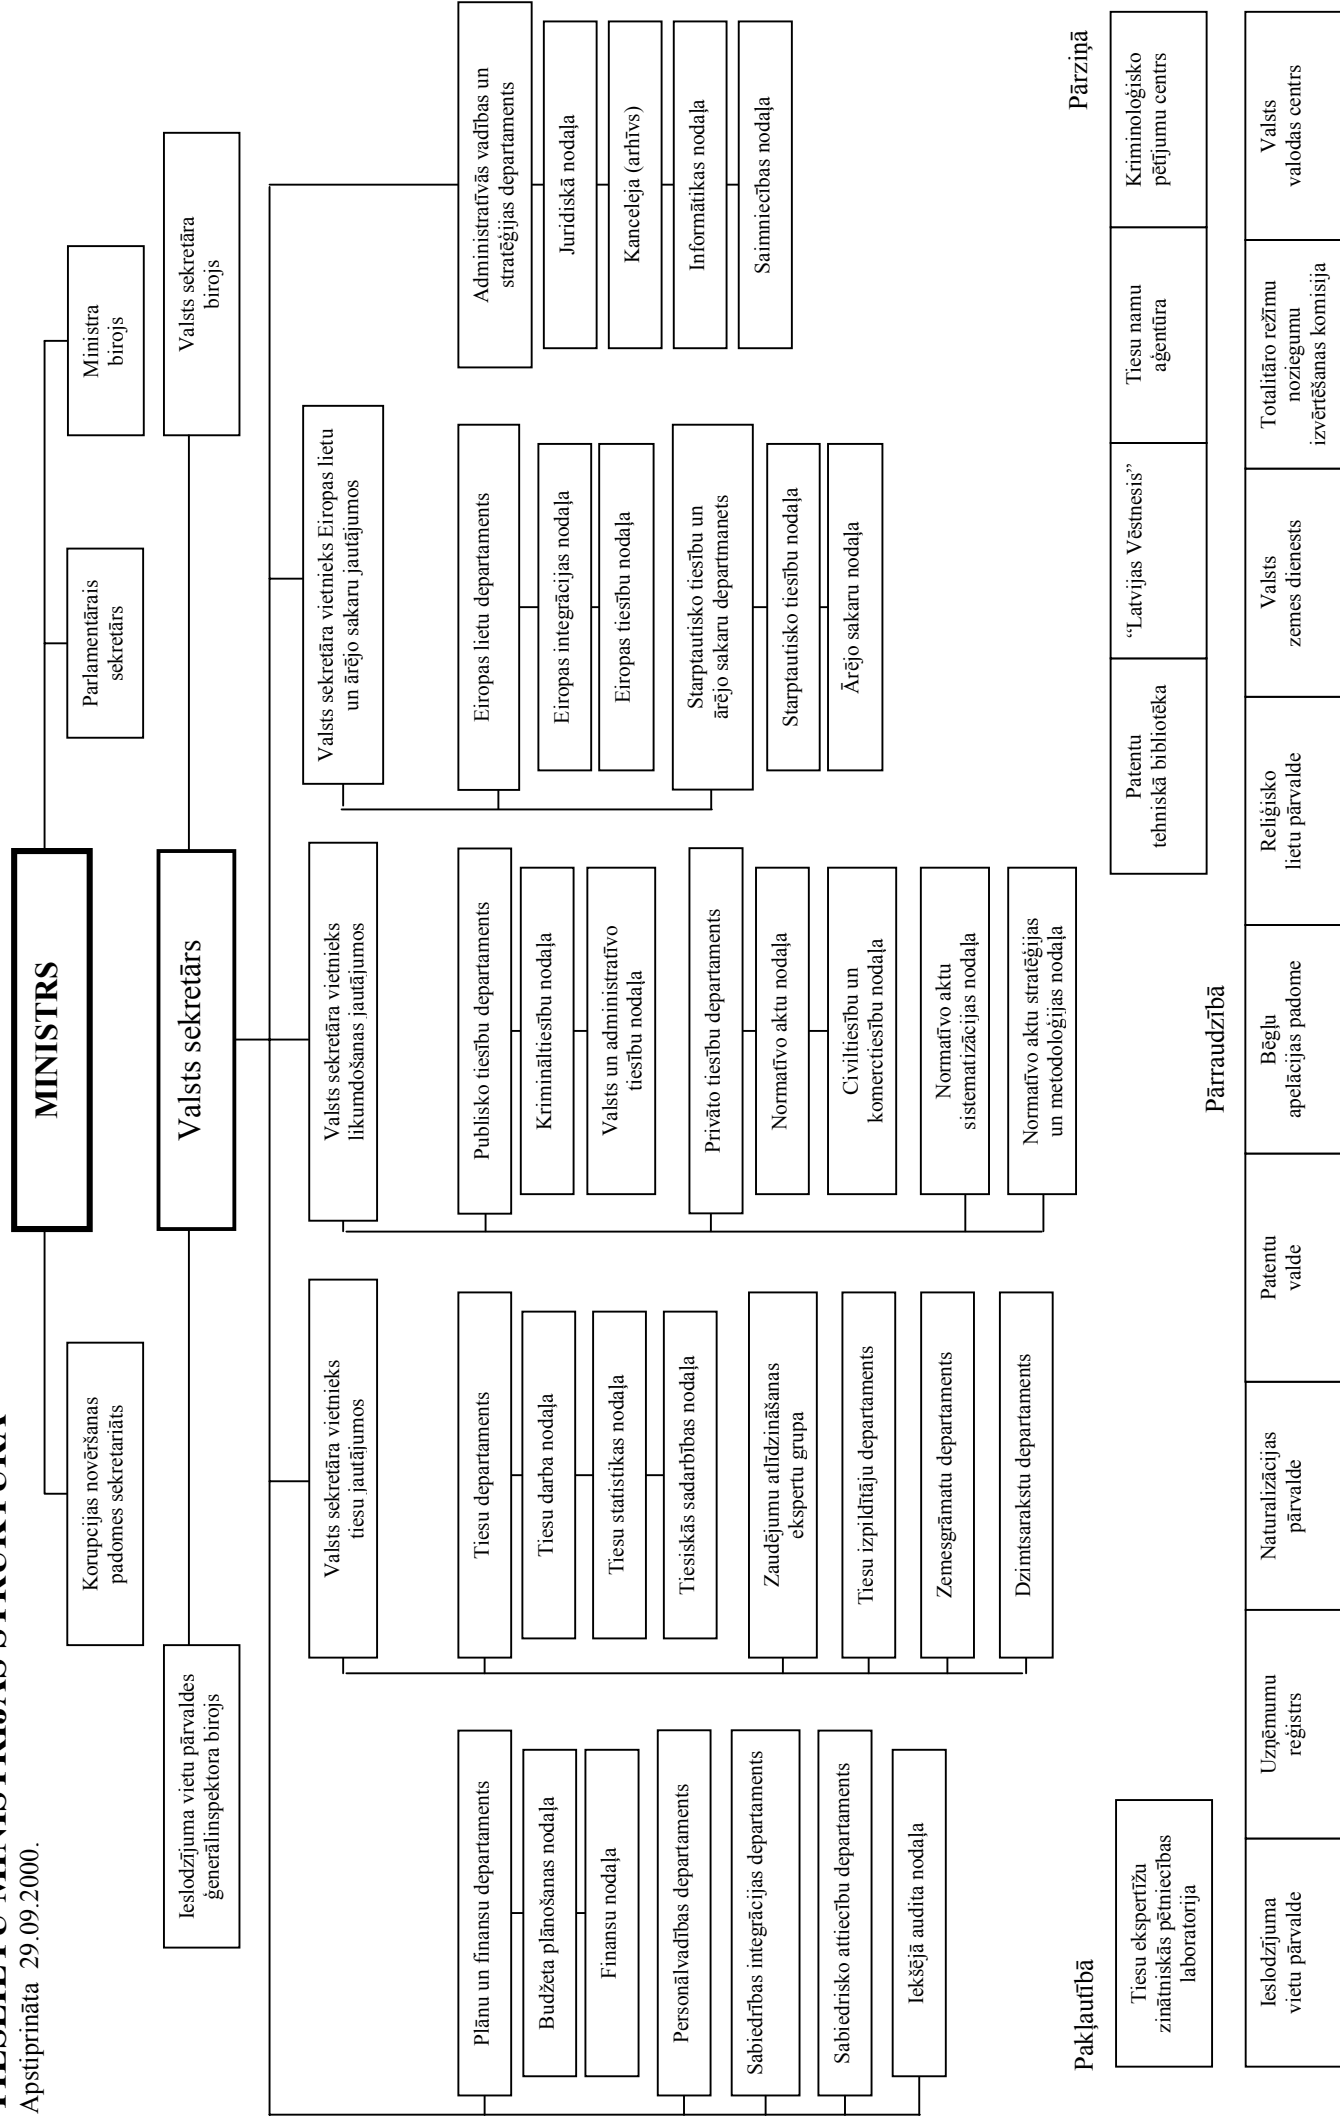 TIESLIETU MINISTRIJAS STRUKTŪRA
Apstiprināta 29.09.2000.
MINISTRS
Korupcijas novēršanas
padomes sekretariāts
Parlamentārais
sekretārs
Ministra
birojs
Valsts sekretārs
Ieslodzījuma vietu pārvaldes
ģenerālinspektora birojs
Valsts sekretāra
birojs
Plānu un finansu departaments
Budžeta plānošanas nodaļa
Finansu nodaļa
Personālvadības departaments
Sabiedrības integrācijas departaments
Sabiedrisko attiecību departaments
Iekšējā audita nodaļa
Valsts sekretāra vietnieks
tiesu jautājumos
Tiesu departaments
Tiesu darba nodaļa
Tiesu statistikas nodaļa
Tiesiskās sadarbības nodaļa
Zaudējumu atlīdzināšanas
ekspertu grupa
Tiesu izpildītāju departaments
Zemesgrāmatu departaments
Dzimtsarakstu departaments
Valsts sekretāra vietnieks
likumdošanas jautājumos
Publisko tiesību departaments
Krimināltiesību nodaļa
Valsts un administratīvo
tiesību nodaļa
Privāto tiesību departaments
Normatīvo aktu nodaļa
Civiltiesību un
komerctiesību nodaļa
Normatīvo aktu
sistematizācijas nodaļa
Normatīvo aktu stratēģijas
un metodoloģijas nodaļa
Valsts sekretāra vietnieks Eiropas lietu
un ārējo sakaru jautājumos
Eiropas lietu departaments
Eiropas integrācijas nodaļa
Eiropas tiesību nodaļa
Starptautisko tiesību un
ārējo sakaru departmanets
Starptautisko tiesību nodaļa
Ārējo sakaru nodaļa
Administratīvās vadības un
stratēģijas departaments
Juridiskā nodaļa
Kanceleja (arhīvs)
Informātikas nodaļa
Saimniecības nodaļa
Pakļautībā
Tiesu ekspertīžu
zinātniskās pētniecības
laboratorija
Pārziņā
Patentu
tehniskā bibliotēka
“Latvijas Vēstnesis”
Tiesu namu
aģentūra
Kriminoloģisko
pētījumu centrs
Pārraudzībā
Ieslodzījuma
vietu pārvalde
Uzņēmumu
reģistrs
Naturalizācijas
pārvalde
Patentu
valde
Bēgļu
apelācijas padome
Reliģisko
lietu pārvalde
Valsts
zemes dienests
Totalitāro režīmu
noziegumu
izvērtēšanas komisija
Valsts
valodas centrs